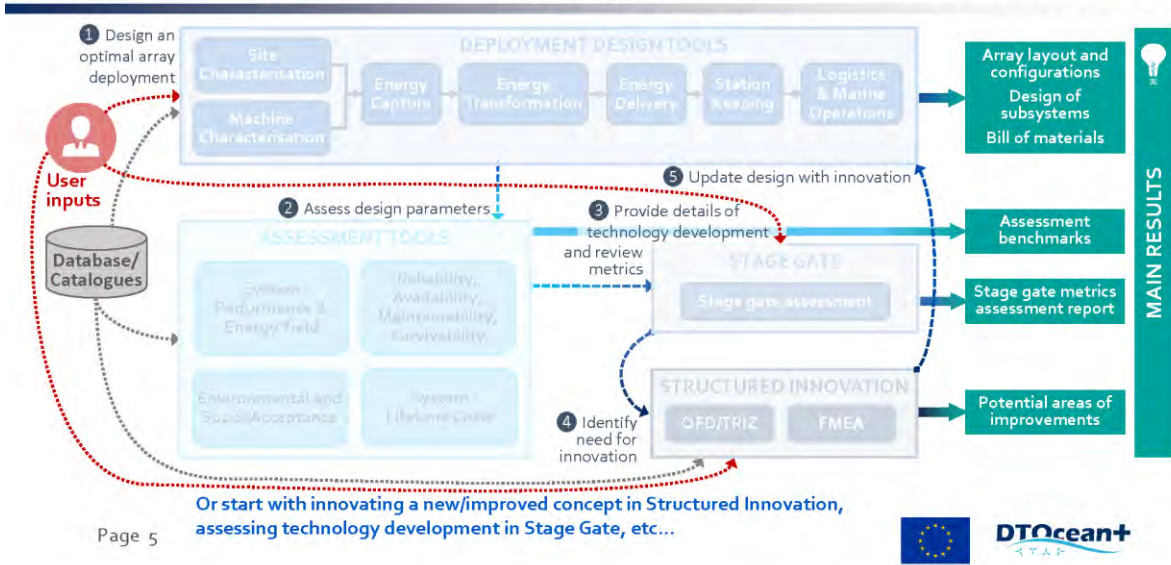 1 Design an
optimal array
deployment
DEPLOYMENT DESIGN TOOLS
Site
Characterisation
Machine
Characterisation
Energy
Capture
Energy
Transformation
Energy
Delivery
Station
Keeping
Logistics
& Marine
Operations
Array layout and
configurations
Design of
subsystems
Bill of materials
MAIN RESULTS
User
inputs
5 Update design with innovation
2 Assess design parameters
3 Provide details of
technology development
and review
metrics
Database/
Catalogues
ASSESSMENT TOOLS
System
Performance &
Energy Yield
Reliability,
Availability,
Maintainability,
Survivability
Environmental and
Social Acceptance
System
Lifetime Costs
STAGE GATE
Stage gate assessment
Assessment
benchmarks
Stage gate metrics
assessment report
4 Identify
need for
innovation
STRUCTURED INNOVATION
QFD/TRIZ
FMEA
Potential areas of
improvements
Or start with innovating a new/improved concept in Structured Innovation,
assessing technology development in Stage Gate, etc...
Page 5
DTOcean+